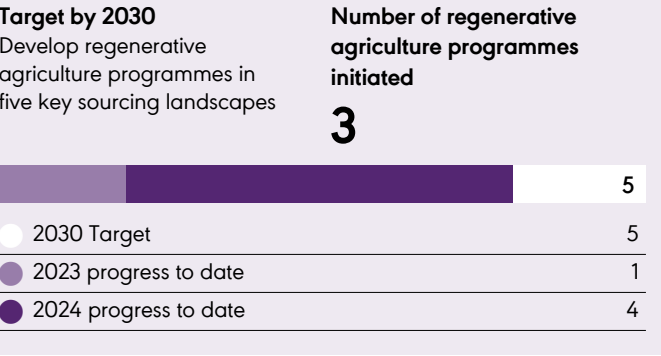 Target by 2030
Develop regenerative
agriculture programmes in
five key sourcing landscapes
Number of regenerative
agriculture programmes
initiated
3
5
2030 Target 5
2023 progress to date 1
2024 progress to date 4